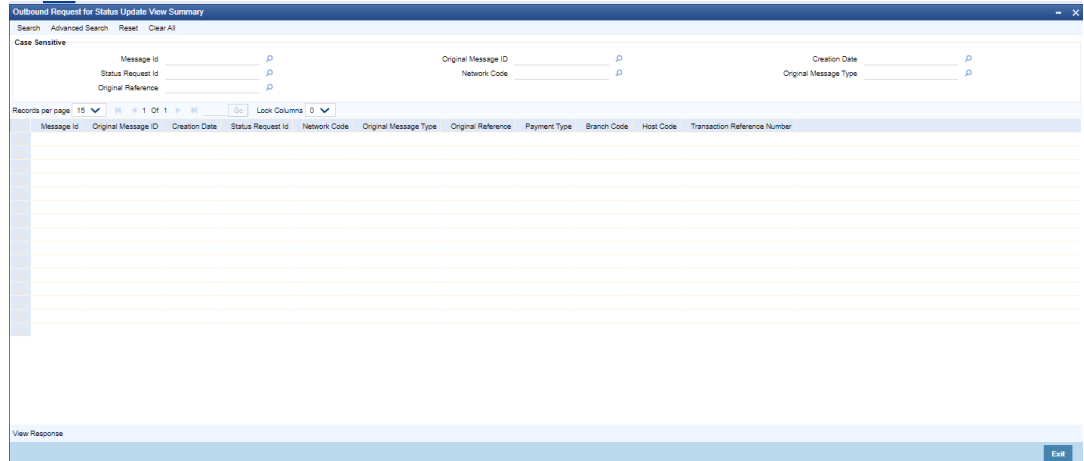 Outbound Request for Status Update View Summary
Search Advanced Search Reset Clear All
Case Sensitive
Message Id Original Message ID Creation Date
Status Request Id Network Code Original Message Type
Original Reference
Records per page 15 1 Of 1 Go Lock Columns 0
Message Id Original Message ID Creation Date Status Request Id Network Code Original Message Type Original Reference Payment Type Branch Code Host Code Transaction Reference Number
View Response
Exit